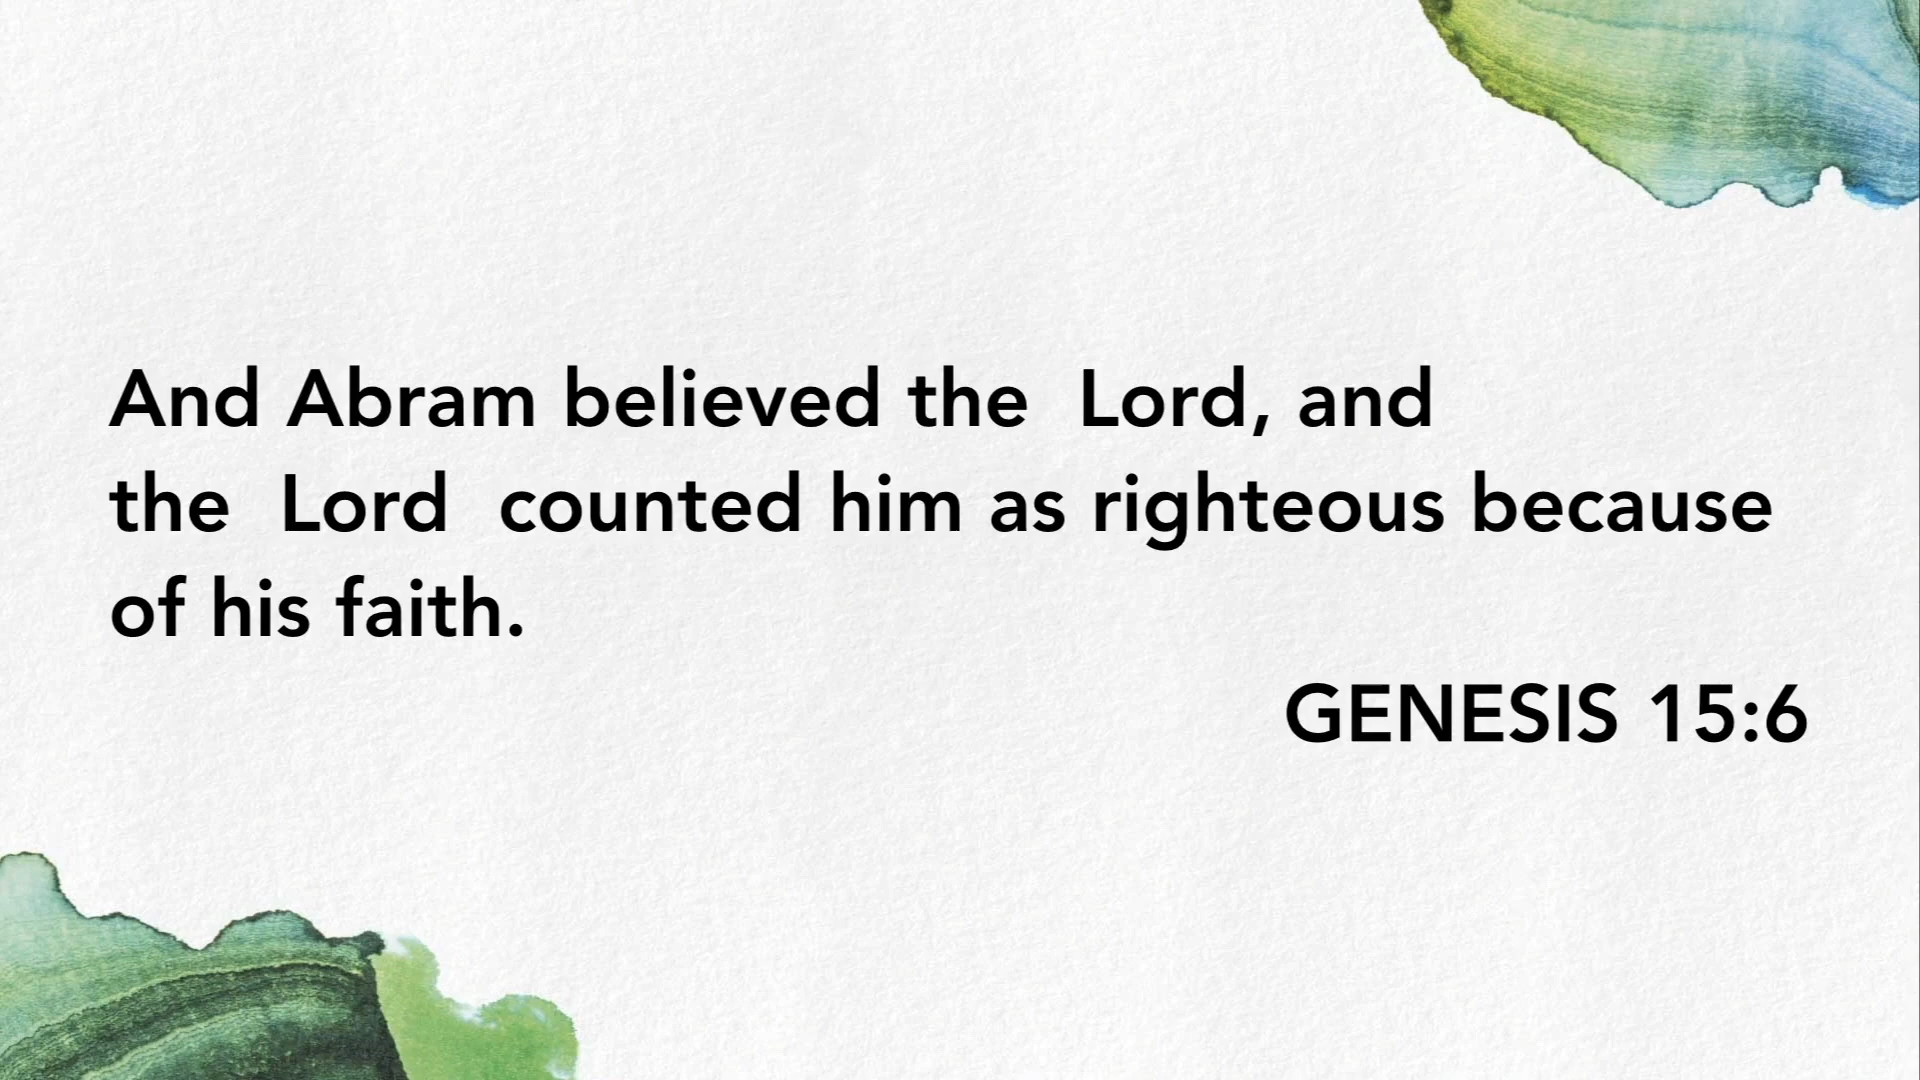 And Abram believed the  Lord, and
the  Lord  counted him as righteous because
of his faith.
GENESIS 15:6